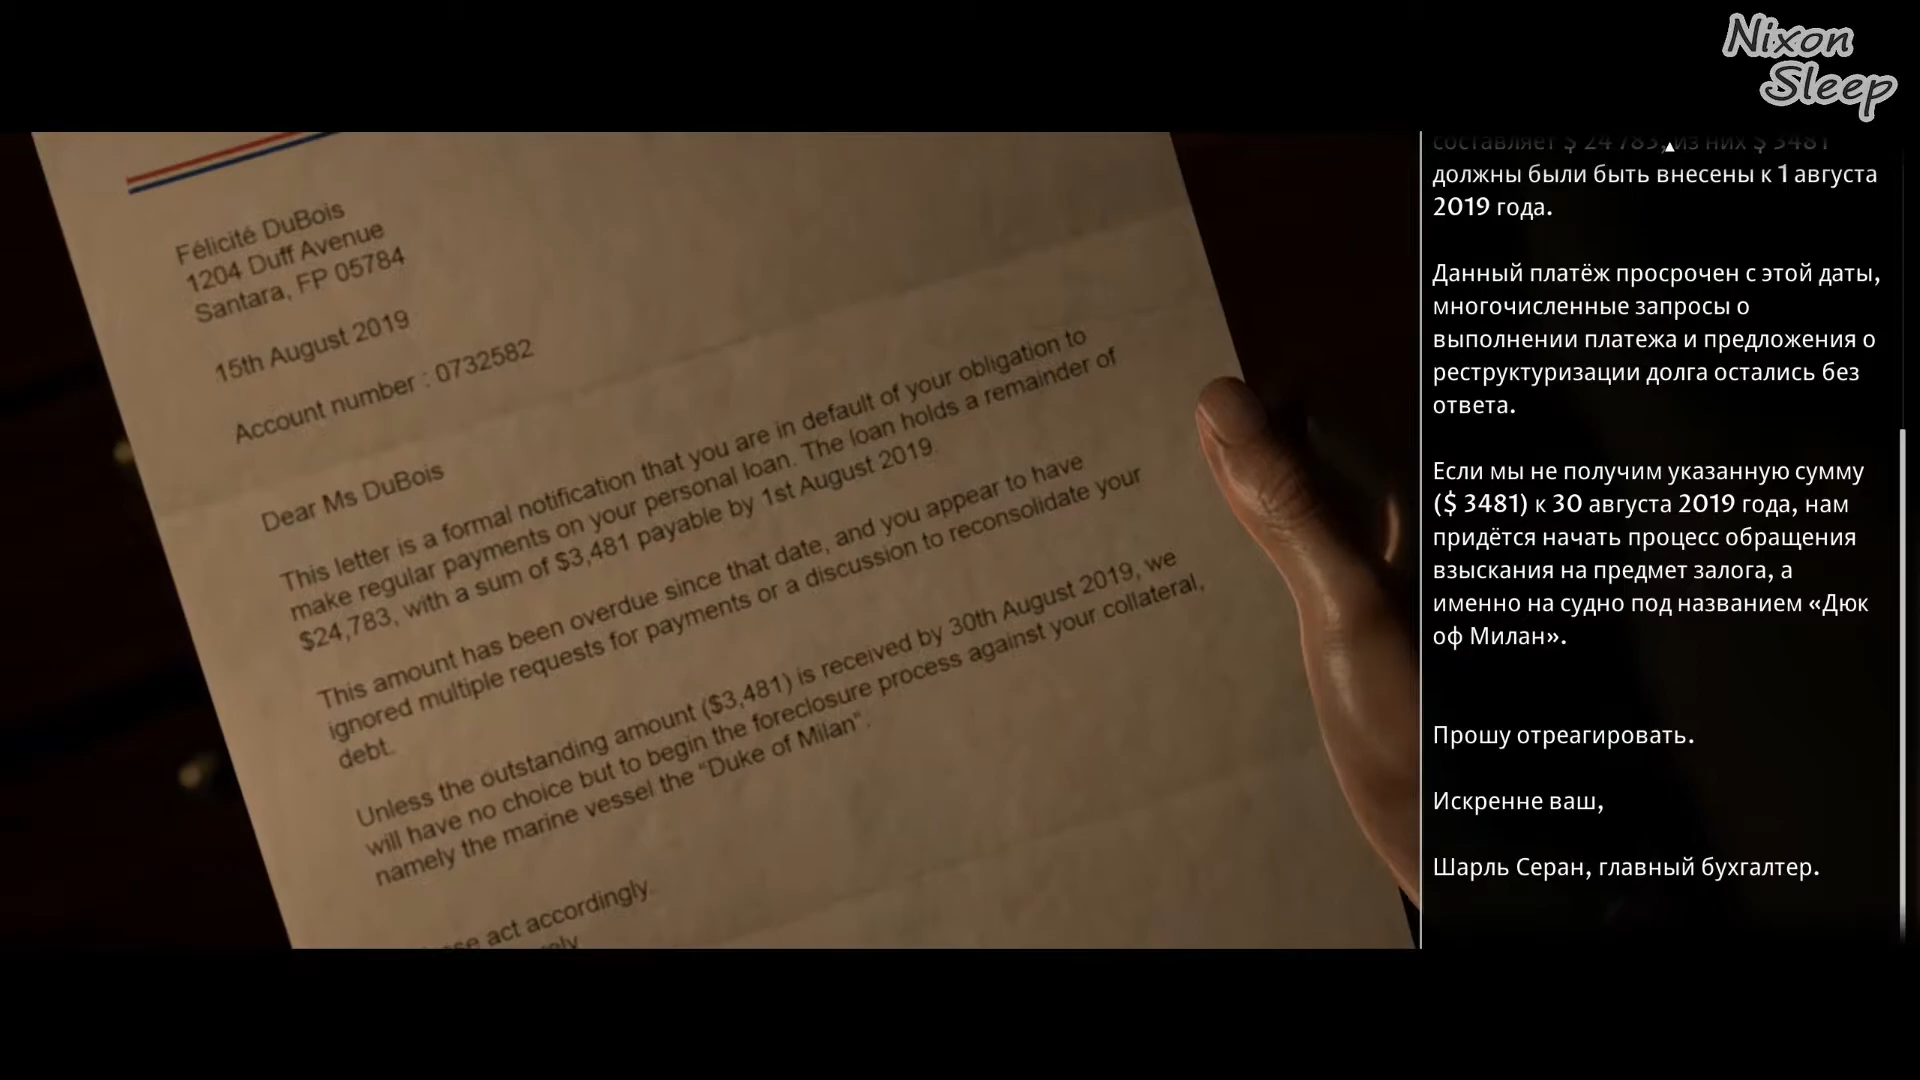 Nixon
Sleep
Félicité DuBois
1204 Duff Avenue
Santara, FP 05784
15th August 2019
Account number : 0732582
Dear Ms DuBois
This letter is a formal notification that you are in default of your obligation to
make regular payments on your personal loan. The loan holds a remainder of
$24,783, with a sum of $3,481 payable by 1st August 2019.
This amount has been overdue since that date, and you appear to have
ignored multiple requests for payments or a discussion to reconsolidate your
debt.
Unless the outstanding amount ($3,481) is received by 30th August 2019, we
will have no choice but to begin the foreclosure process against your collateral,
namely the marine vessel the “Duke of Milan”.
act accordingly.
составляет $ 24 783, из них $ 3481
должны были быть внесены к 1 августа
2019 года.
Данный платёж просрочен с этой даты,
многочисленные запросы о
выполнении платежа и предложения о
реструктуризации долга остались без
ответа.
Если мы не получим указанную сумму
($ 3481) к 30 августа 2019 года, нам
придётся начать процесс обращения
взыскания на предмет залога, а
именно на судно под названием «Дюк
оф Милан».
Прошу отреагировать.
Искренне ваш,
Шарль Серан, главный бухгалтер.